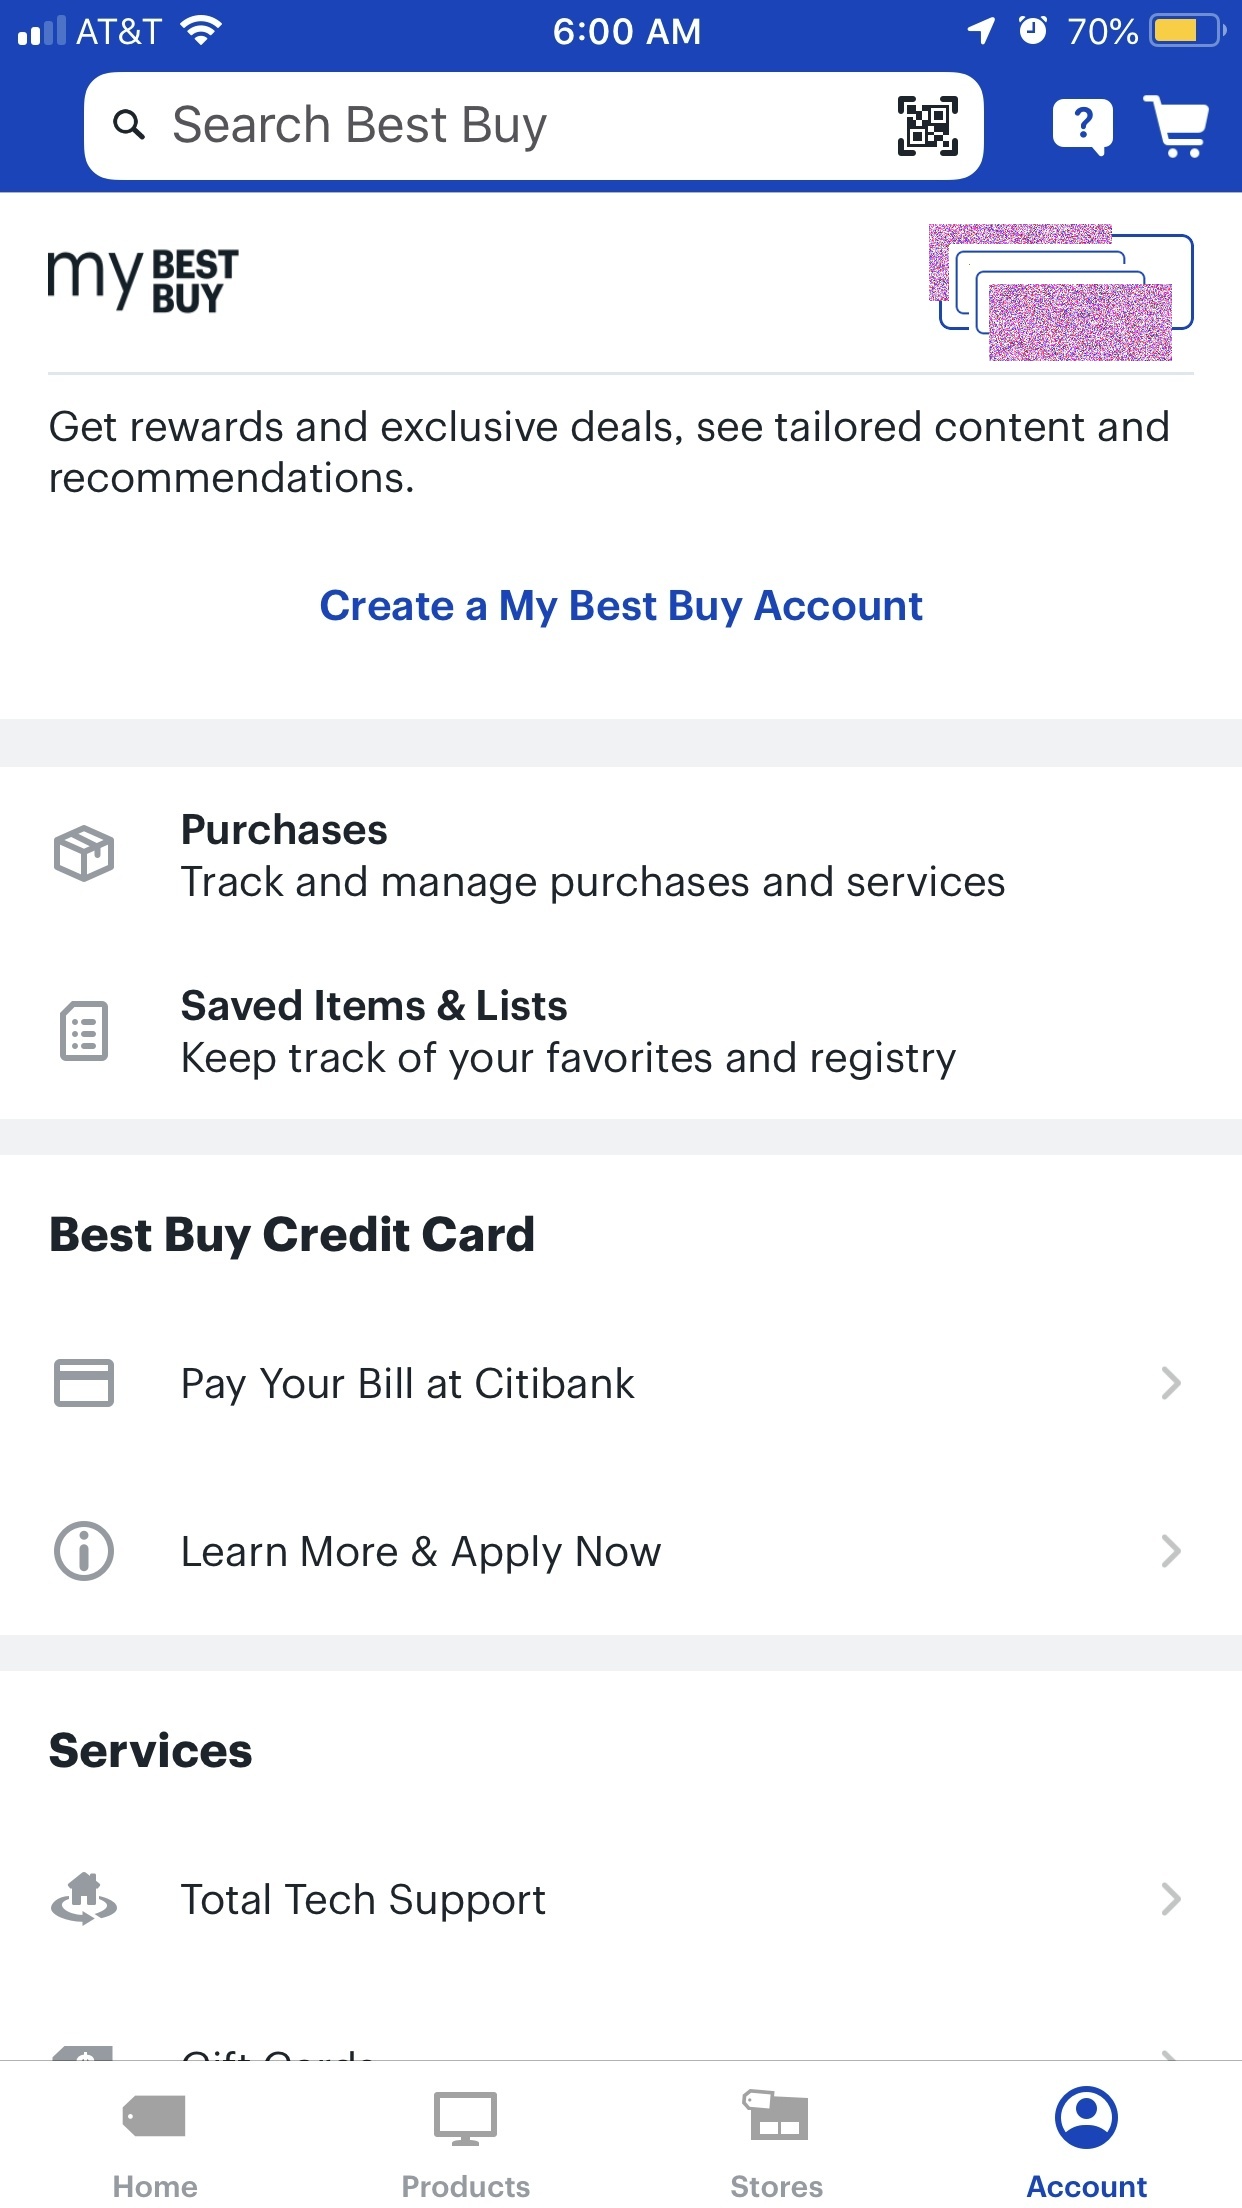 AT&T 6:00 AM 70%
Search Best Buy
my BEST BUY
Get rewards and exclusive deals, see tailored content and
recommendations.
Create a My Best Buy Account
Purchases
Track and manage purchases and services
Saved Items & Lists
Keep track of your favorites and registry
Best Buy Credit Card
Pay Your Bill at Citibank
Learn More & Apply Now
Services
Total Tech Support
Gift Cards
Home Products Stores Account